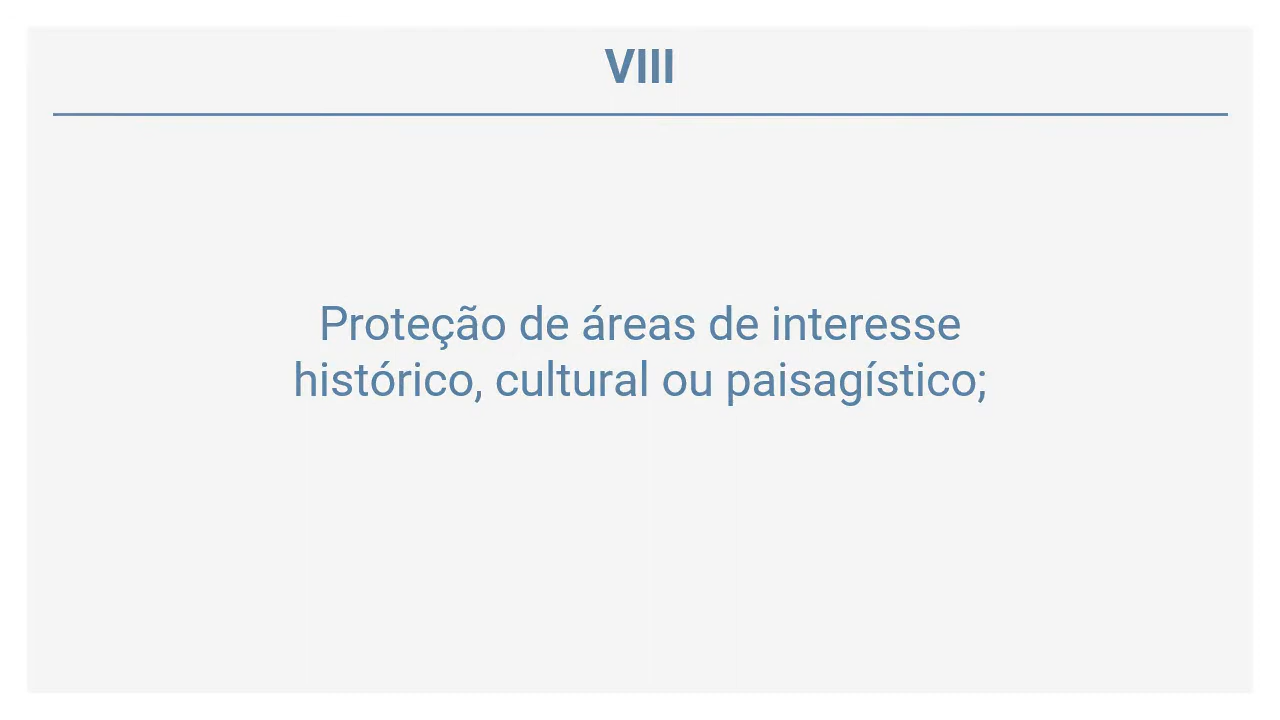 VIII
Proteção de áreas de interesse
histórico, cultural ou paisagístico;